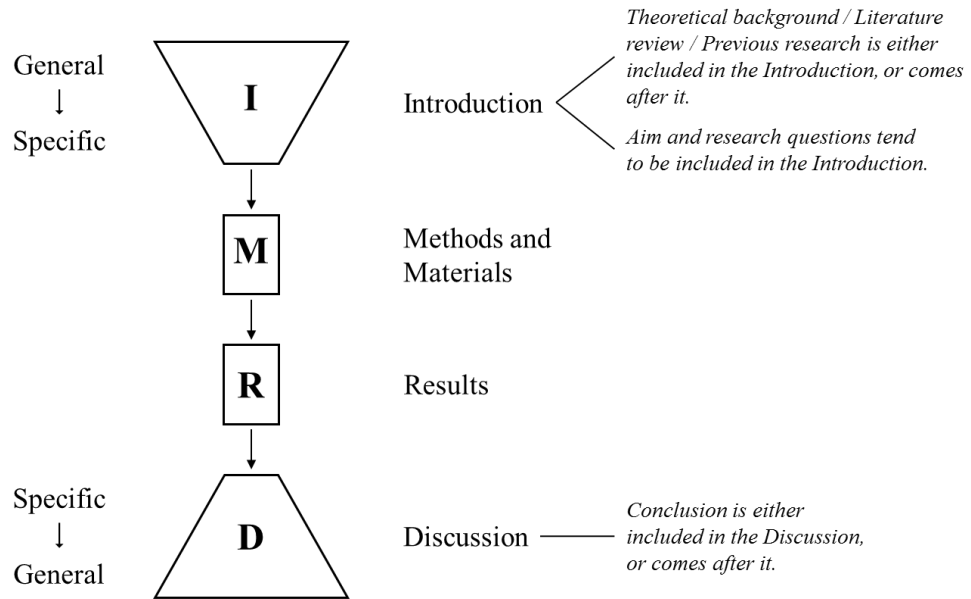 General
↓
Specific
I
Introduction
Theoretical background / Literature
review / Previous research is either
included in the Introduction, or comes
after it.
Aim and research questions tend
to be included in the Introduction.
M
Methods and
Materials
R
Results
Specific
↓
General
D
Discussion
Conclusion is either
included in the Discussion,
or comes after it.